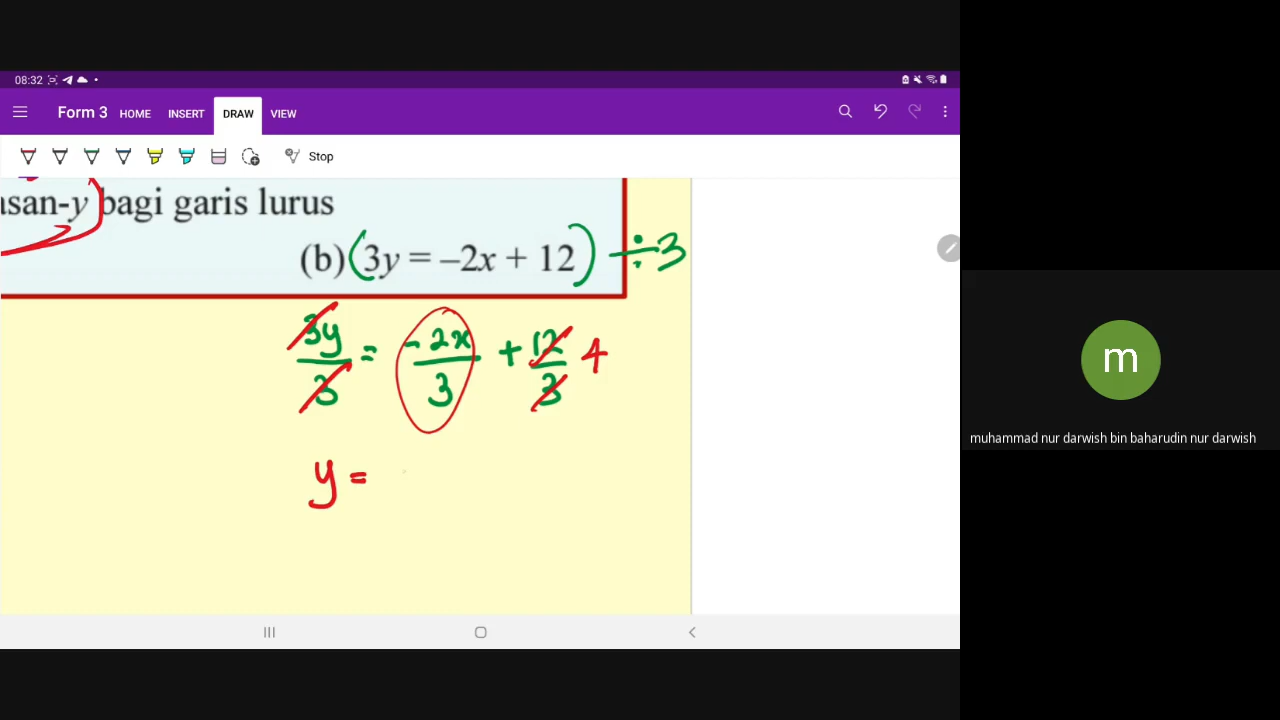 08:32
Form 3 HOME INSERT DRAW VIEW
Stop
asan-y bagi garis lurus
(b) (3y = –2x + 12) ÷3
3y/3 = -2x/3 + 12/3 4
y =
m
muhammad nur darwish bin baharudin nur darwish